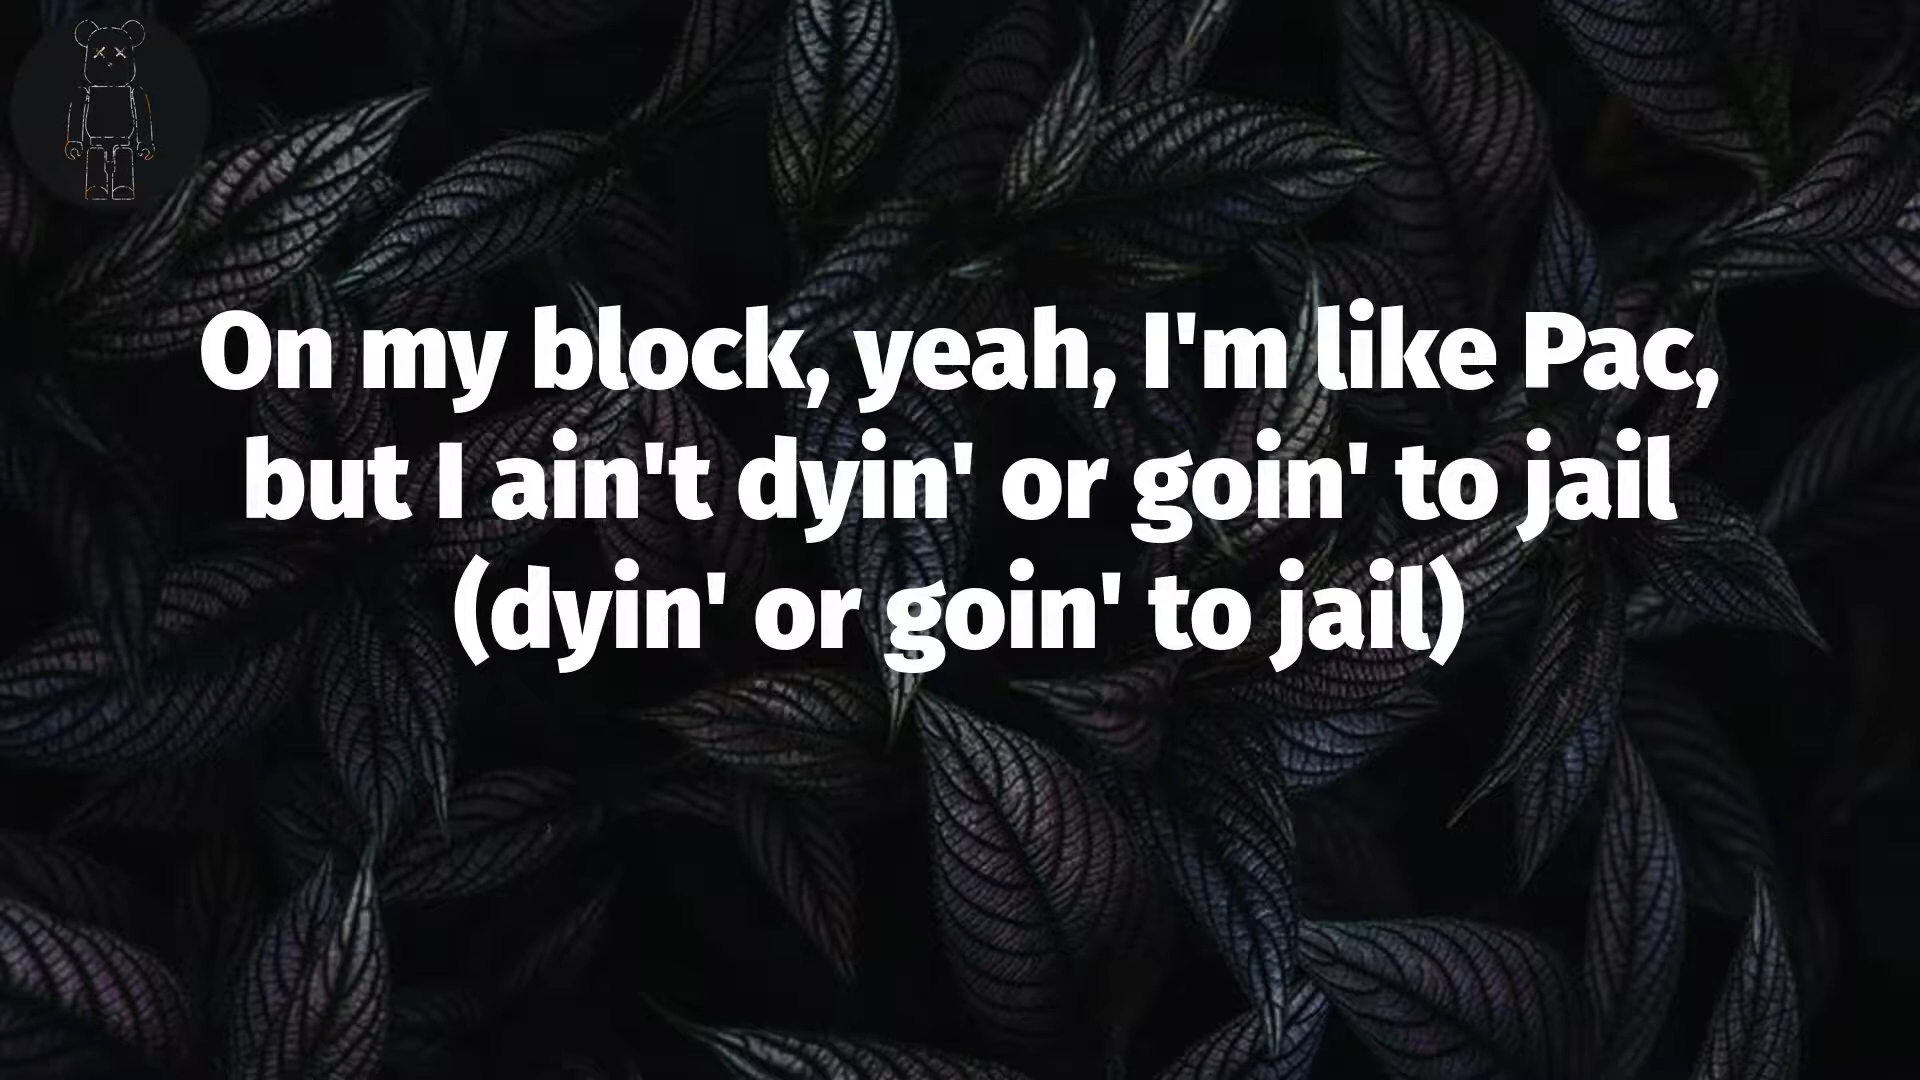 On my block, yeah, I'm like Pac,
but I ain't dyin' or goin' to jail
(dyin' or goin' to jail)